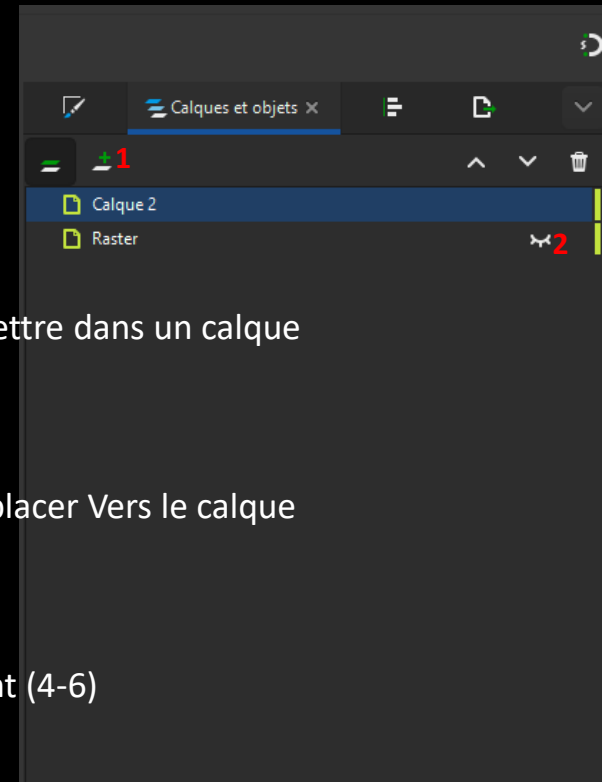 Calques et objets
1
Calque 2
Raster
2
ettre dans un calque
placer Vers le calque
(4-6)